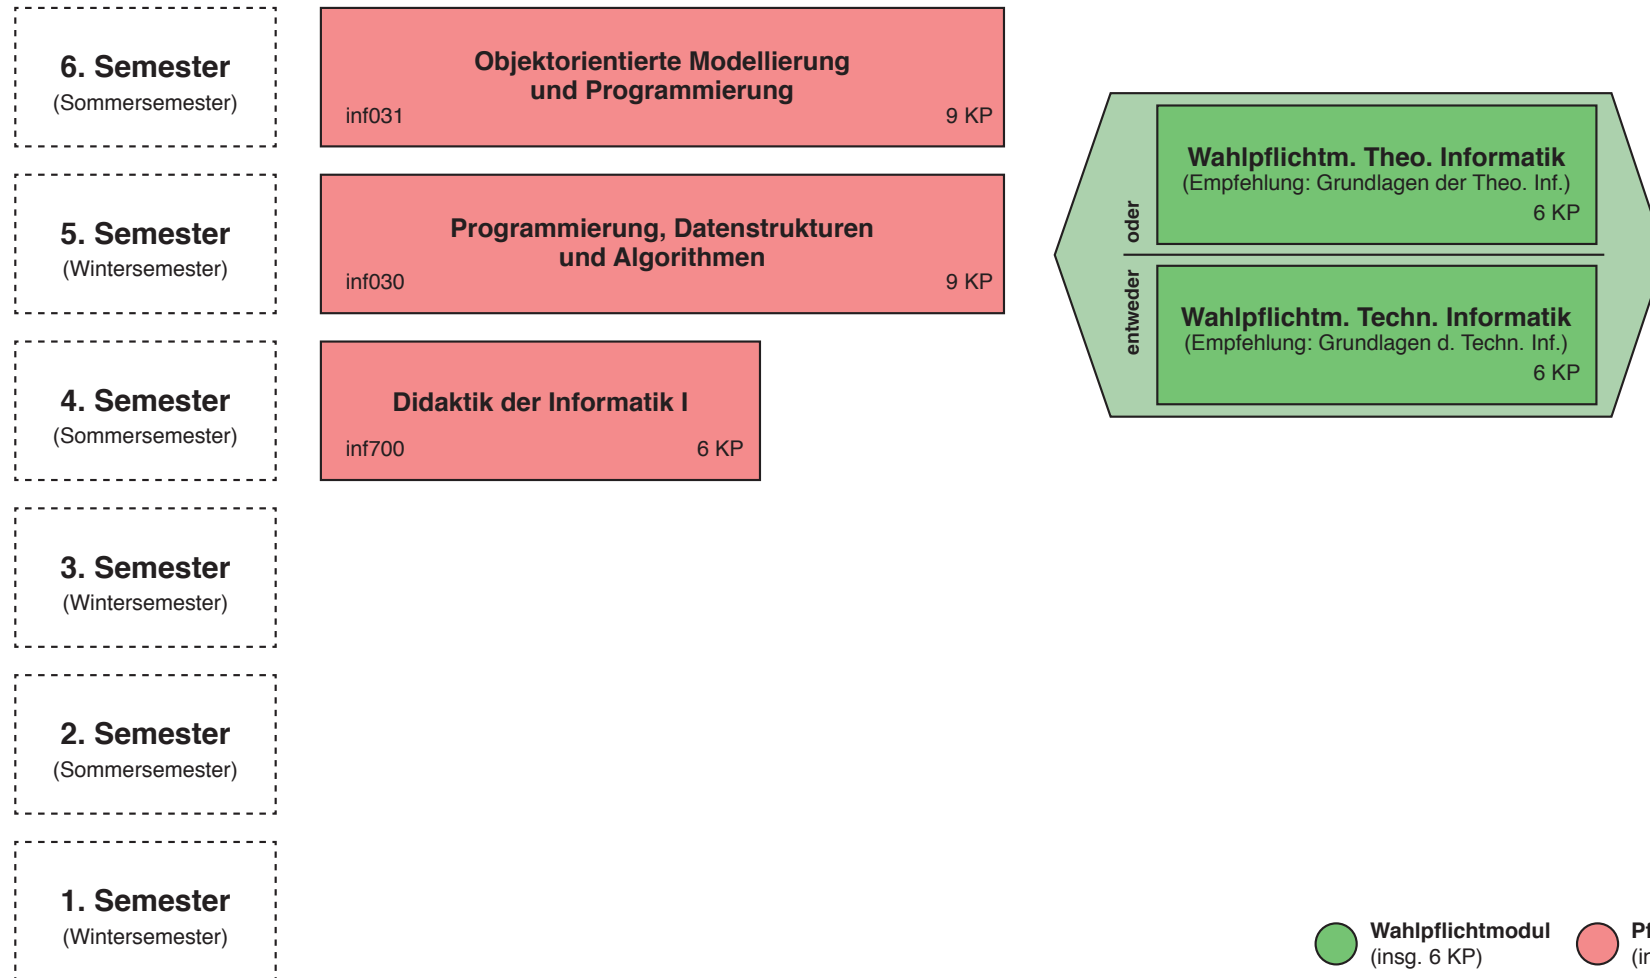 6. Semester
(Sommersemester)
Objektorientierte Modellierung
und Programmierung
inf031
9 KP
5. Semester
(Wintersemester)
Programmierung, Datenstrukturen
und Algorithmen
inf030
9 KP
oder
Wahlpflichtm. Theo. Informatik
(Empfehlung: Grundlagen der Theo. Inf.)
6 KP
entweder
Wahlpflichtm. Techn. Informatik
(Empfehlung: Grundlagen d. Techn. Inf.)
6 KP
4. Semester
(Sommersemester)
Didaktik der Informatik I
inf700
6 KP
3. Semester
(Wintersemester)
2. Semester
(Sommersemester)
1. Semester
(Wintersemester)
Wahlpflichtmodul
(insg. 6 KP)